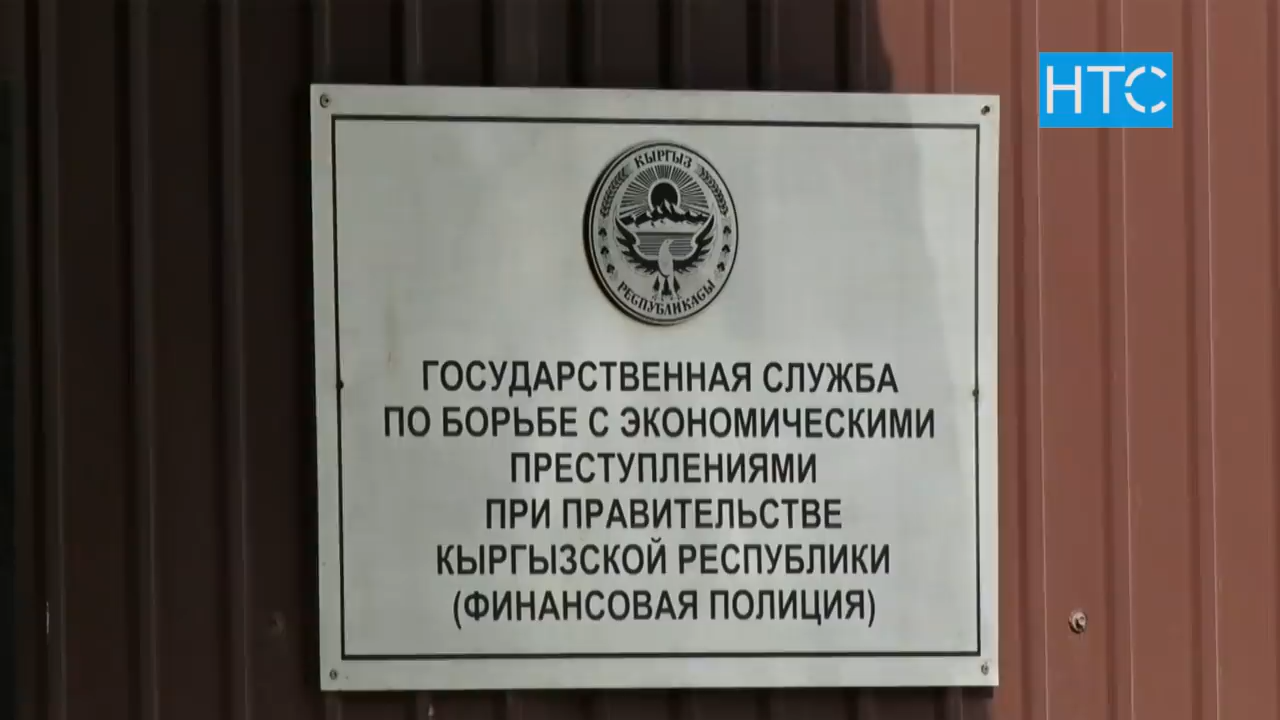 НТС
КЫРГЫЗ
РЕСПУБЛИКАСЫ
ГОСУДАРСТВЕННАЯ СЛУЖБА
ПО БОРЬБЕ С ЭКОНОМИЧЕСКИМИ
ПРЕСТУПЛЕНИЯМИ
ПРИ ПРАВИТЕЛЬСТВЕ
КЫРГЫЗСКОЙ РЕСПУБЛИКИ
(ФИНАНСОВАЯ ПОЛИЦИЯ)